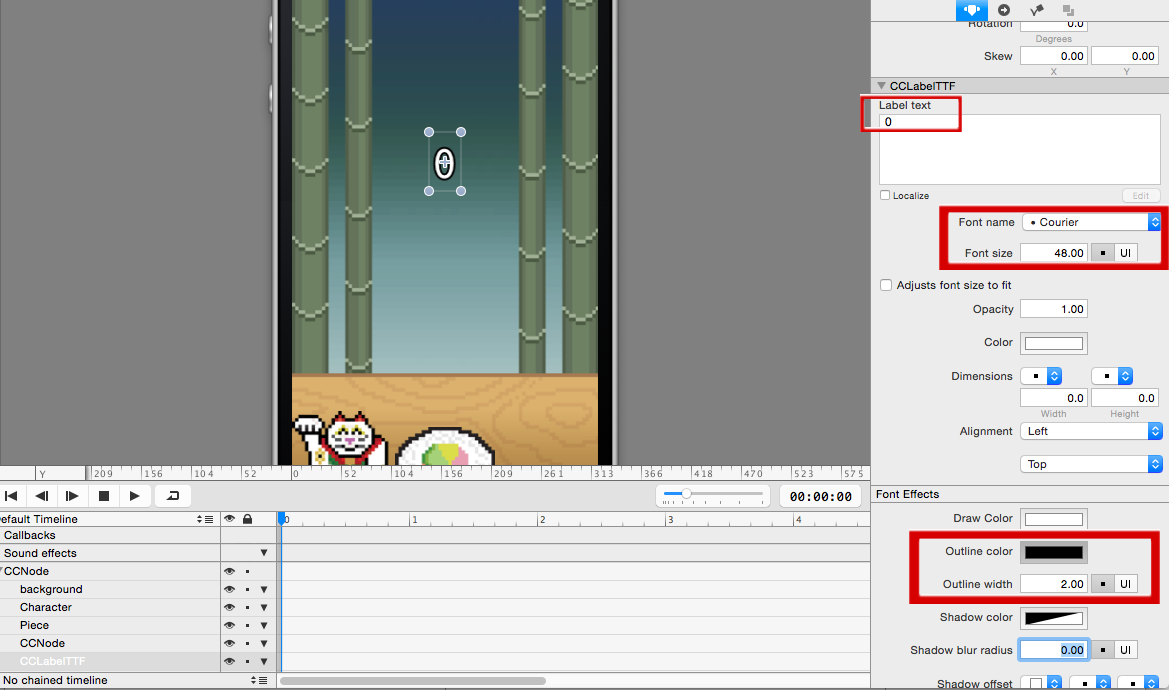 Rotation 0.0
Degrees
Skew 0.00 0.00
X Y
CCLabelTTF
Label text
0
0
Localize Edit
Font name • Courier
Font size 48.00 UI
Adjusts font size to fit
Opacity 1.00
Color
Dimensions
0.0 0.0
Width Height
Alignment Left
Top
Y 209 156 104 52 0 52 104 156 209 261 313 366 418 470 523 575
00:00:00
Font Effects
efault Timeline 0 1 2 3 4
Callbacks
Sound effects
CCNode
background
Character
Piece
CCNode
CCLabelTTF
No chained timeline
Draw Color
Outline color
Outline width 2.00 UI
Shadow color
Shadow blur radius 0.00 UI
Shadow offset